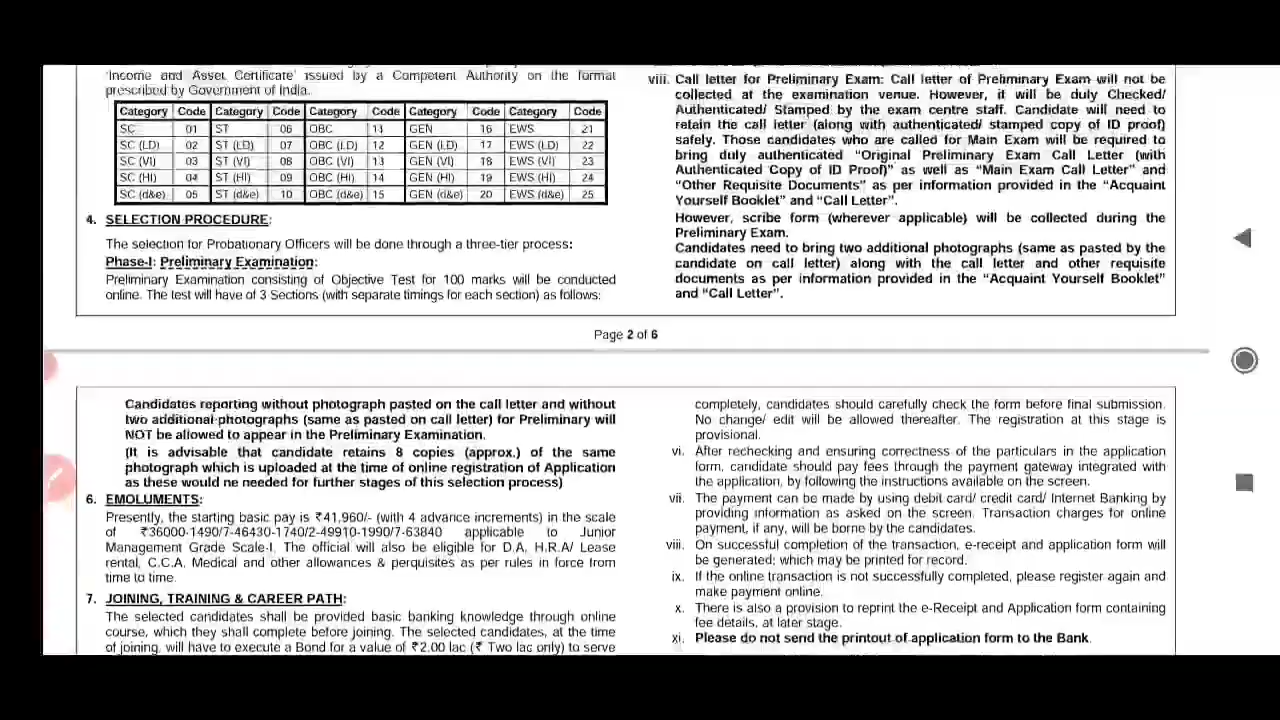 'Income and Asset Certificate' issued by a Competent Authority on the format
prescribed by Government of India.
Category Code Category Code Category Code Category Code Category Code
SC 01 ST 06 OBC 11 GEN 16 EWS 21
SC (LD) 02 ST (LD) 07 OBC (LD) 12 GEN (LD) 17 EWS (LD) 22
SC (VI) 03 ST (VI) 08 OBC (VI) 13 GEN (VI) 18 EWS (VI) 23
SC (HI) 04 ST (HI) 09 OBC (HI) 14 GEN (HI) 19 EWS (HI) 24
SC (d&e) 05 ST (d&e) 10 OBC (d&e) 15 GEN (d&e) 20 EWS (d&e) 25
4. SELECTION PROCEDURE:
The selection for Probationary Officers will be done through a three-tier process:
Phase-I: Preliminary Examination:
Preliminary Examination consisting of Objective Test for 100 marks will be conducted
online. The test will have of 3 Sections (with separate timings for each section) as follows:
viii. Call letter for Preliminary Exam: Call letter of Preliminary Exam will not be
collected at the examination venue. However, it will be duly Checked/
Authenticated/ Stamped by the exam centre staff. Candidate will need to
retain the call letter (along with authenticated/ stamped copy of ID proof)
safely. Those candidates who are called for Main Exam will be required to
bring duly authenticated "Original Preliminary Exam Call Letter (with
Authenticated Copy of ID Proof)" as well as "Main Exam Call Letter" and
"Other Requisite Documents" as per information provided in the "Acquaint
Yourself Booklet" and "Call Letter".
However, scribe form (wherever applicable) will be collected during the
Preliminary Exam.
Candidates need to bring two additional photographs (same as pasted by the
candidate on call letter) along with the call letter and other requisite
documents as per information provided in the "Acquaint Yourself Booklet"
and "Call Letter".
Page 2 of 6
Candidates reporting without photograph pasted on the call letter and without
two additional photographs (same as pasted on call letter) for Preliminary will
NOT be allowed to appear in the Preliminary Examination.
(It is advisable that candidate retains 8 copies (approx.) of the same
photograph which is uploaded at the time of online registration of Application
as these would ne needed for further stages of this selection process)
6. EMOLUMENTS:
Presently, the starting basic pay is ₹41,960/- (with 4 advance increments) in the scale
of ₹36000-1490/7-46430-1740/2-49910-1990/7-63840 applicable to Junior
Management Grade Scale-I. The official will also be eligible for D.A, H.R.A/ Lease
rental, C.C.A, Medical and other allowances & perquisites as per rules in force from
time to time.
7. JOINING, TRAINING & CAREER PATH:
The selected candidates shall be provided basic banking knowledge through online
course, which they shall complete before joining. The selected candidates, at the time
of joining, will have to execute a Bond for a value of ₹2.00 lac (₹ Two lac only) to serve
completely, candidates should carefully check the form before final submission.
No change/ edit will be allowed thereafter. The registration at this stage is
provisional.
vi. After rechecking and ensuring correctness of the particulars in the application
form, candidate should pay fees through the payment gateway integrated with
the application, by following the instructions available on the screen.
vii. The payment can be made by using debit card/ credit card/ Internet Banking by
providing information as asked on the screen. Transaction charges for online
payment, if any, will be borne by the candidates.
viii. On successful completion of the transaction, e-receipt and application form will
be generated; which may be printed for record.
ix. If the online transaction is not successfully completed, please register again and
make payment online.
x. There is also a provision to reprint the e-Receipt and Application form containing
fee details, at later stage.
xi. Please do not send the printout of application form to the Bank.